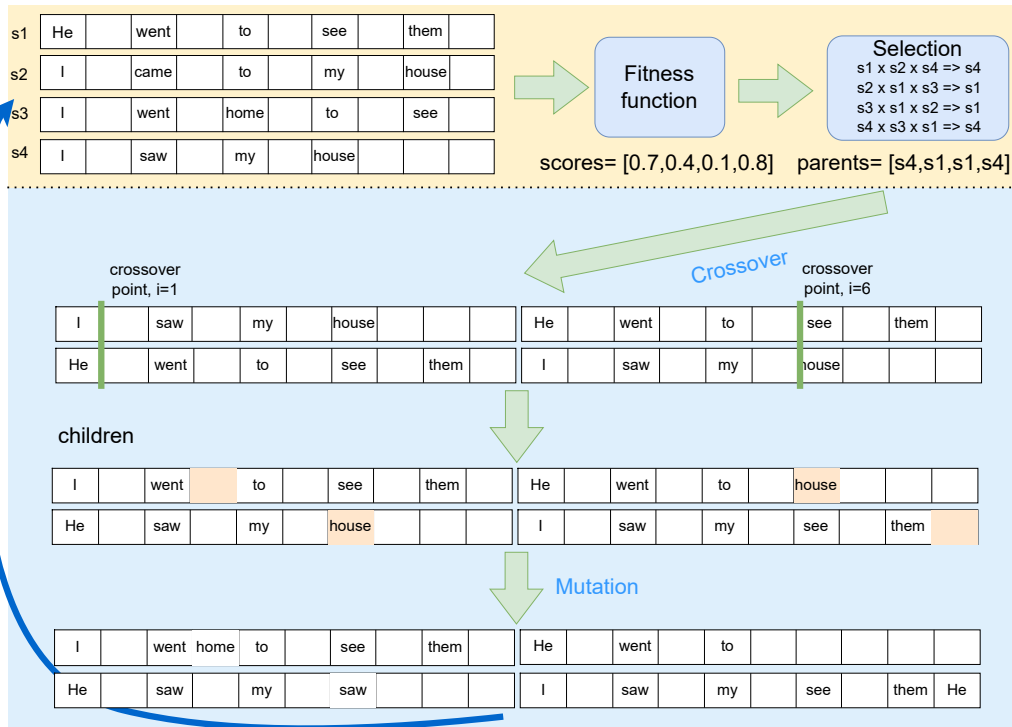 s1 He went to see them
s2 I came to my house
s3 I went home to see
s4 I saw my house
Fitness
function
Selection
s1 x s2 x s4 => s4
s2 x s1 x s3 => s1
s3 x s1 x s2 => s1
s4 x s3 x s1 => s4
scores= [0.7,0.4,0.1,0.8]
parents= [s4,s1,s1,s4]
Crossover
crossover
point, i=1
crossover
point, i=6
I saw my house
He went to see them
He went to see them
I saw my house
children
I went to see them
He went to house
He saw my house
I saw my see them
Mutation
I went home to see them
He went to
He saw my saw
I saw my see them He